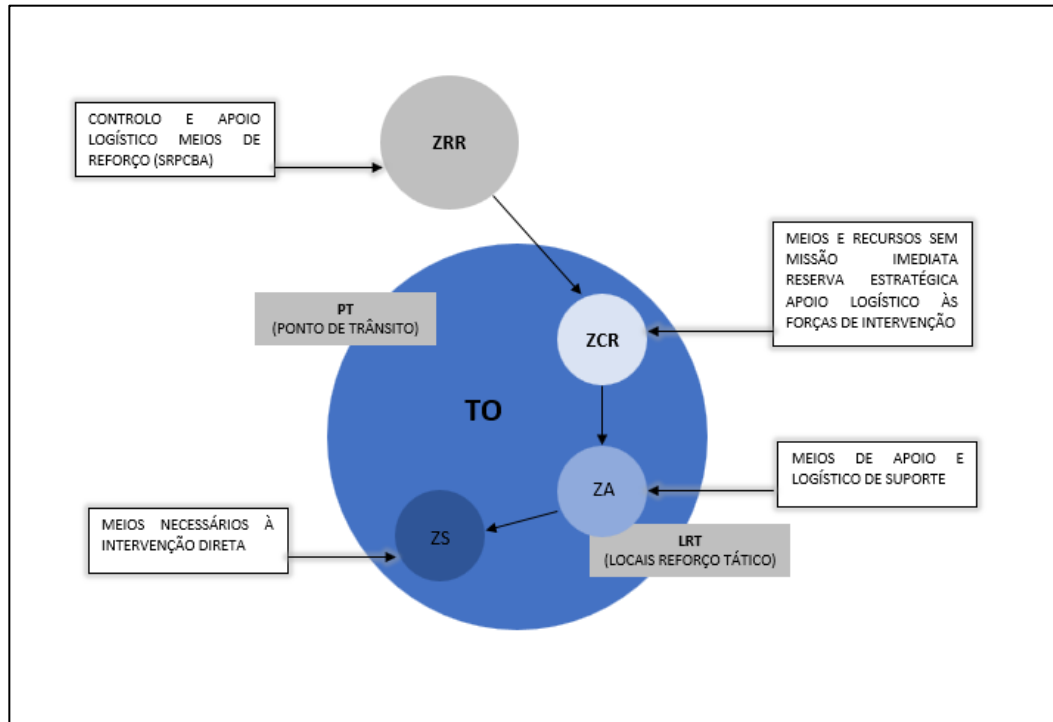 CONTROLO E APOIO
LOGÍSTICO MEIOS DE
REFORÇO (SRPCBA)
ZRR
MEIOS E RECURSOS SEM
MISSÃO IMEDIATA
RESERVA ESTRATÉGICA
APOIO LOGÍSTICO ÀS
FORÇAS DE INTERVENÇÃO
PT
(PONTO DE TRÂNSITO)
ZCR
TO
MEIOS DE APOIO E
LOGÍSTICO DE SUPORTE
ZA
MEIOS NECESSÁRIOS À
INTERVENÇÃO DIRETA
ZS
LRT
(LOCAIS REFORÇO TÁTICO)